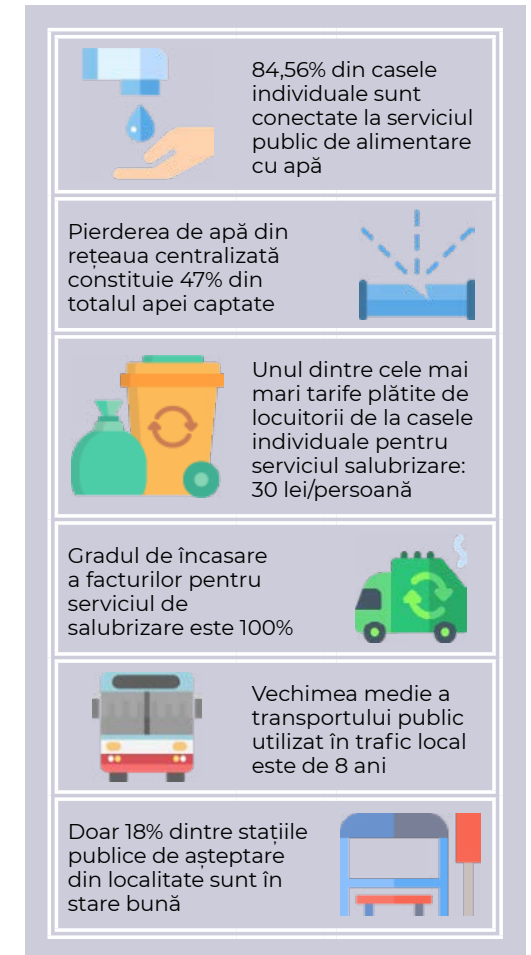 84,56% din casele
individuale sunt
conectate la serviciul
public de alimentare
cu apă
Pierderea de apă din
rețeaua centralizată
constituie 47% din
totalul apei captate
Unul dintre cele mai
mari tarife plătite de
locuitorii de la casele
individuale pentru
serviciul salubrizare:
30 lei/persoană
Gradul de încasare
a facturilor pentru
serviciul de
salubrizare este 100%
Vechimea medie a
transportului public
utilizat în trafic local
este de 8 ani
Doar 18% dintre stațiile
publice de așteptare
din localitate sunt în
stare bună